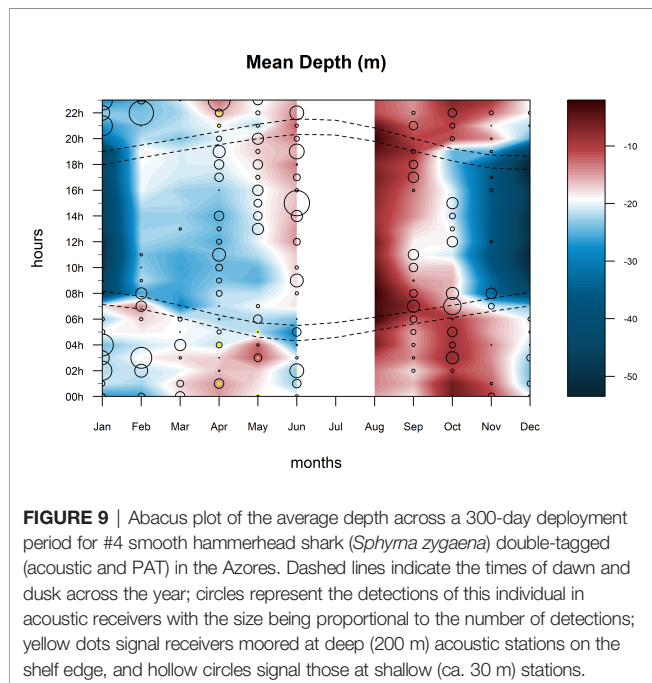 Mean Depth (m)
22h
20h
18h
16h
14h
12h
10h
08h
06h
04h
02h
00h
hours
Jan Feb Mar Apr May Jun Jul Aug Sep Oct Nov Dec
months
-10
-20
-30
-40
-50
FIGURE 9 | Abacus plot of the average depth across a 300-day deployment
period for #4 smooth hammerhead shark (Sphyrna zygaena) double-tagged
(acoustic and PAT) in the Azores. Dashed lines indicate the times of dawn and
dusk across the year; circles represent the detections of this individual in
acoustic receivers with the size being proportional to the number of detections;
yellow dots signal receivers moored at deep (200 m) acoustic stations on the
shelf edge, and hollow circles signal those at shallow (ca. 30 m) stations.